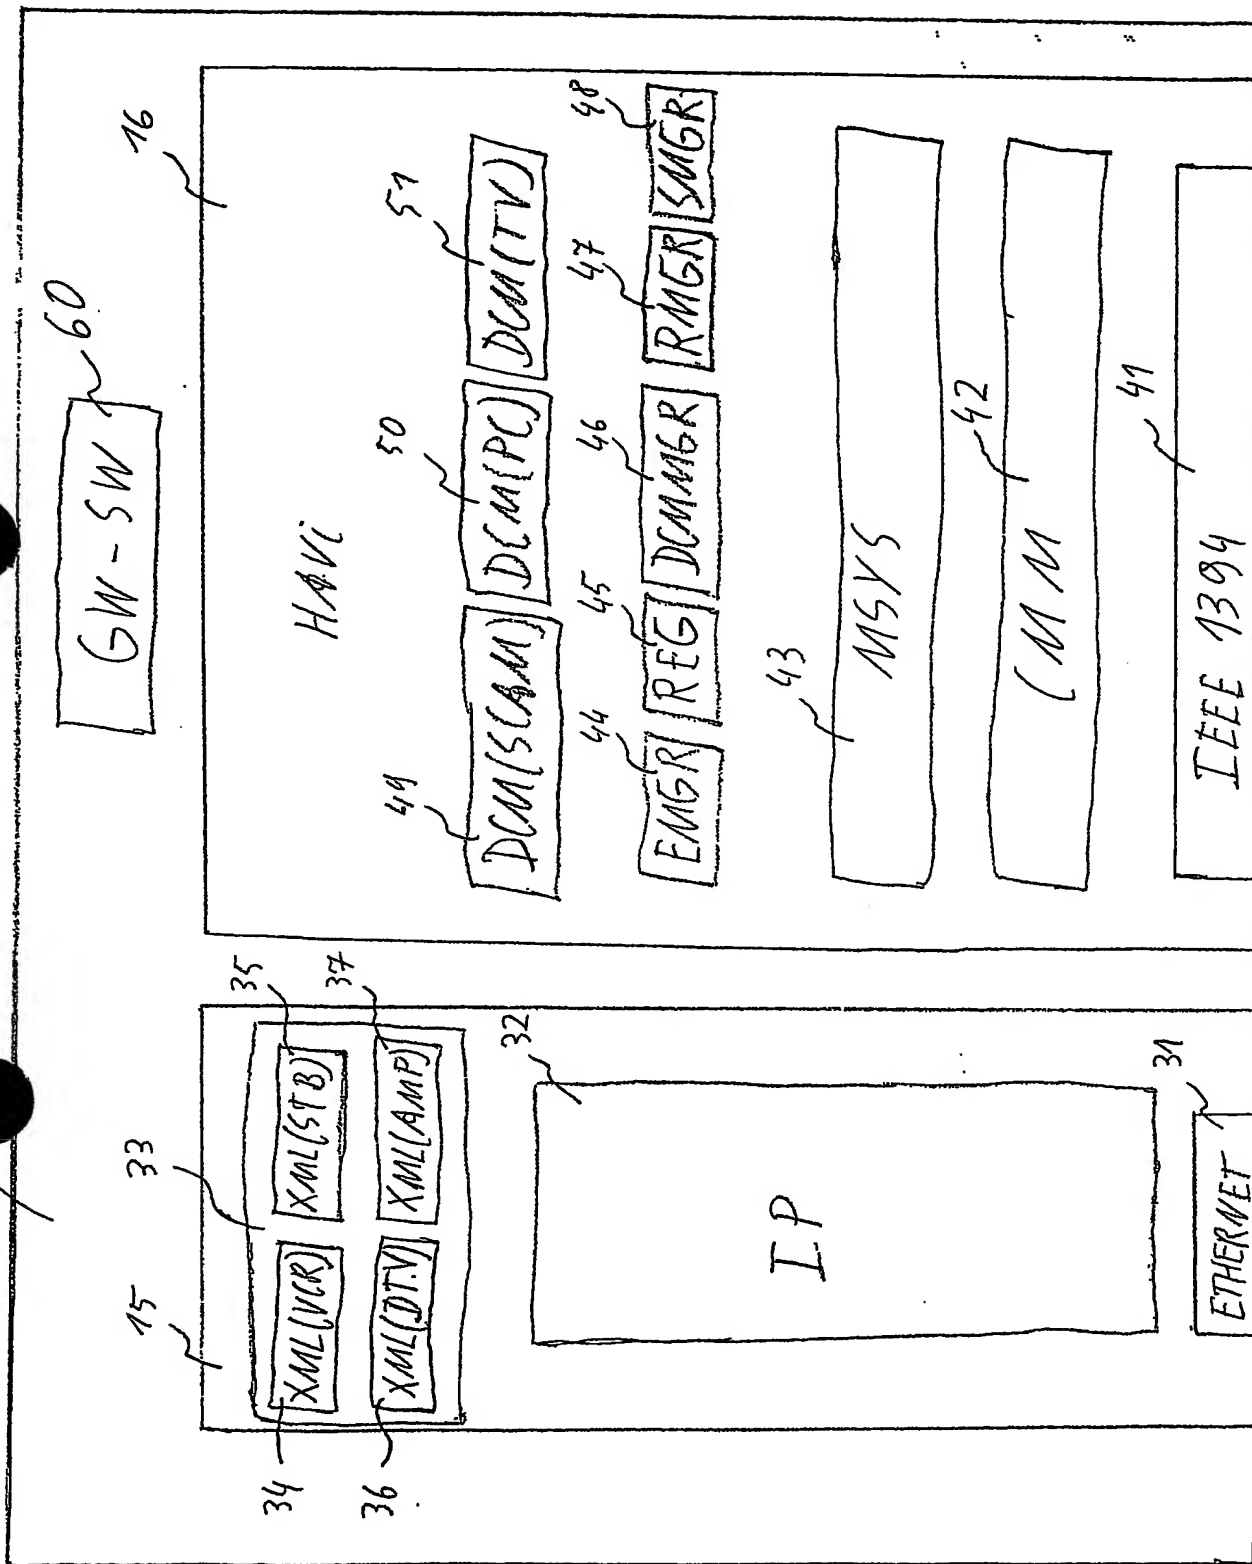 60
GW-SW
15
33
35
37
34
XML(VCR)
XML(STB)
36
XML(DTV)
XML(AMP)
32
IP
31
ETHERNET
16
HAVi
49
50
51
DCM(SCAM)
DCM(PC)
DCM(TV)
44
45
46
47
48
EMGR
REG
DCMMGR
RMGR
SMGR
43
MSYS
42
CMM
41
IEEE 1394